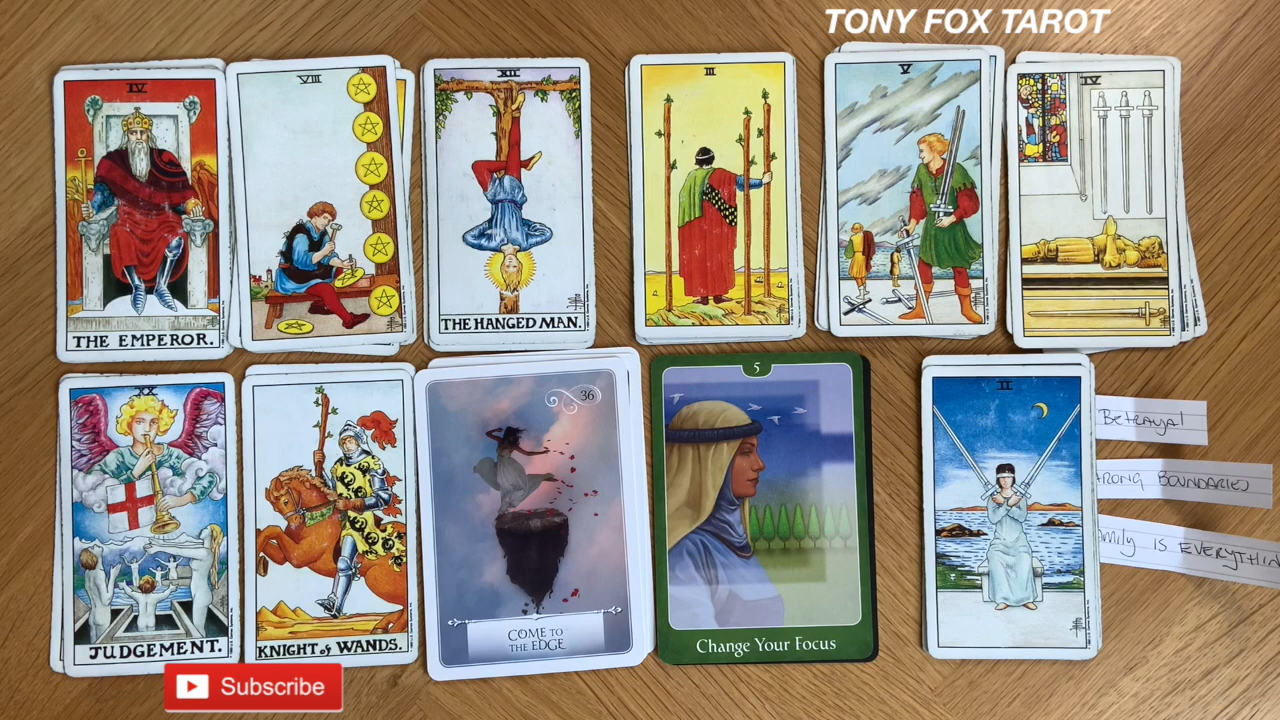 TONY FOX TAROT
IV
THE EMPEROR.
VIII
XII
THE HANGED MAN.
III
V
IV
XX
JUDGEMENT.
KNIGHT of WANDS.
36
COME TO
THE EDGE
5
Change Your Focus
II
Betrayal
RONG BOUNDARIES
mily is EVERYTHIN
Subscribe